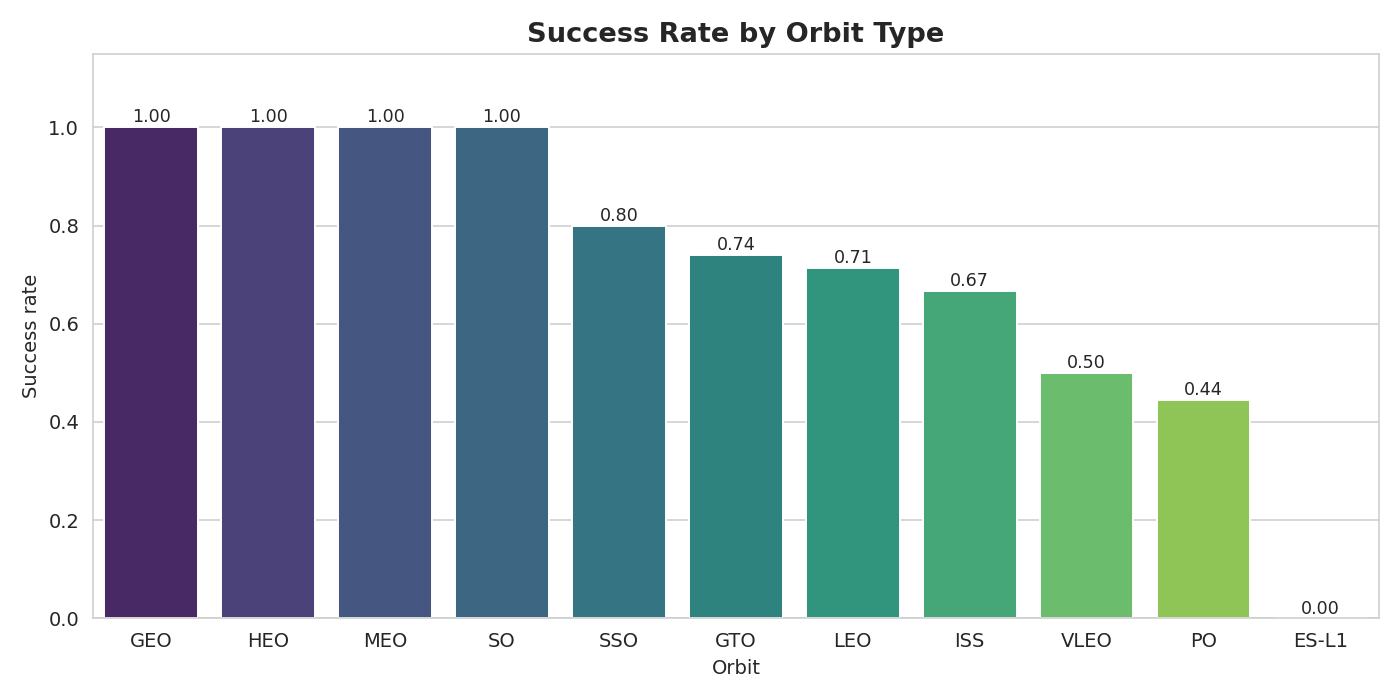 Success Rate by Orbit Type
1.00 1.00 1.00 1.00
0.80
0.74
0.71
0.67
0.50
0.44
0.00
1.0
0.8
0.6
0.4
0.2
0.0
Success rate
GEO HEO MEO SO SSO GTO LEO ISS VLEO PO ES-L1
Orbit